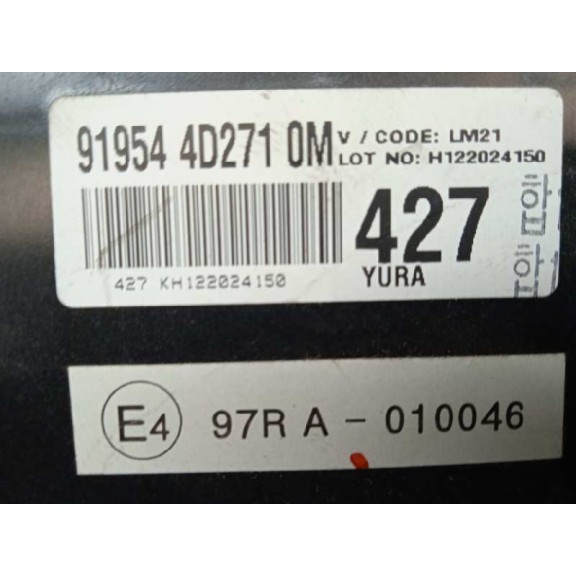 91954 4D271 0M
V / CODE: LM21
LOT NO: H122024150
427
427 KH122024150
YURA
E4 97R A - 010046